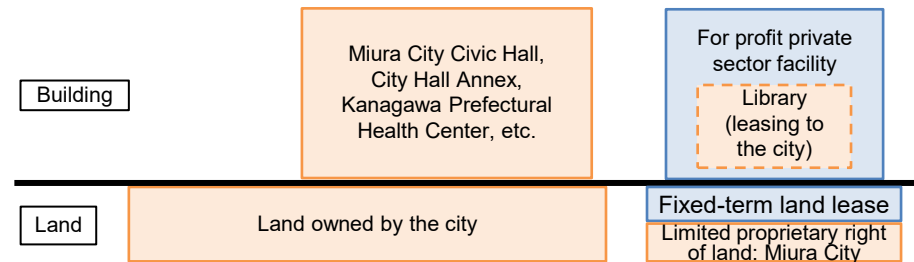 Building
Miura City Civic Hall,
City Hall Annex,
Kanagawa Prefectural
Health Center, etc.
For profit private
sector facility
Library
(leasing to
the city)
Land
Land owned by the city
Fixed-term land lease
Limited proprietary right
of land: Miura City